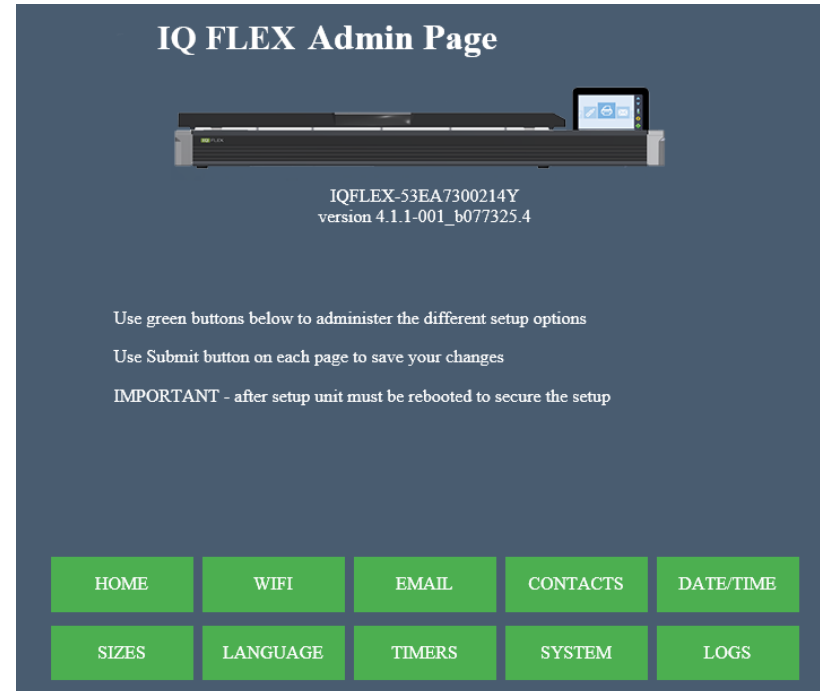 IQ FLEX Admin Page
IQ FLEX
IQFLEX-53EA7300214Y
version 4.1.1-001_b077325.4
Use green buttons below to administer the different setup options
Use Submit button on each page to save your changes
IMPORTANT - after setup unit must be rebooted to secure the setup
HOME WIFI EMAIL CONTACTS DATE/TIME
SIZES LANGUAGE TIMERS SYSTEM LOGS